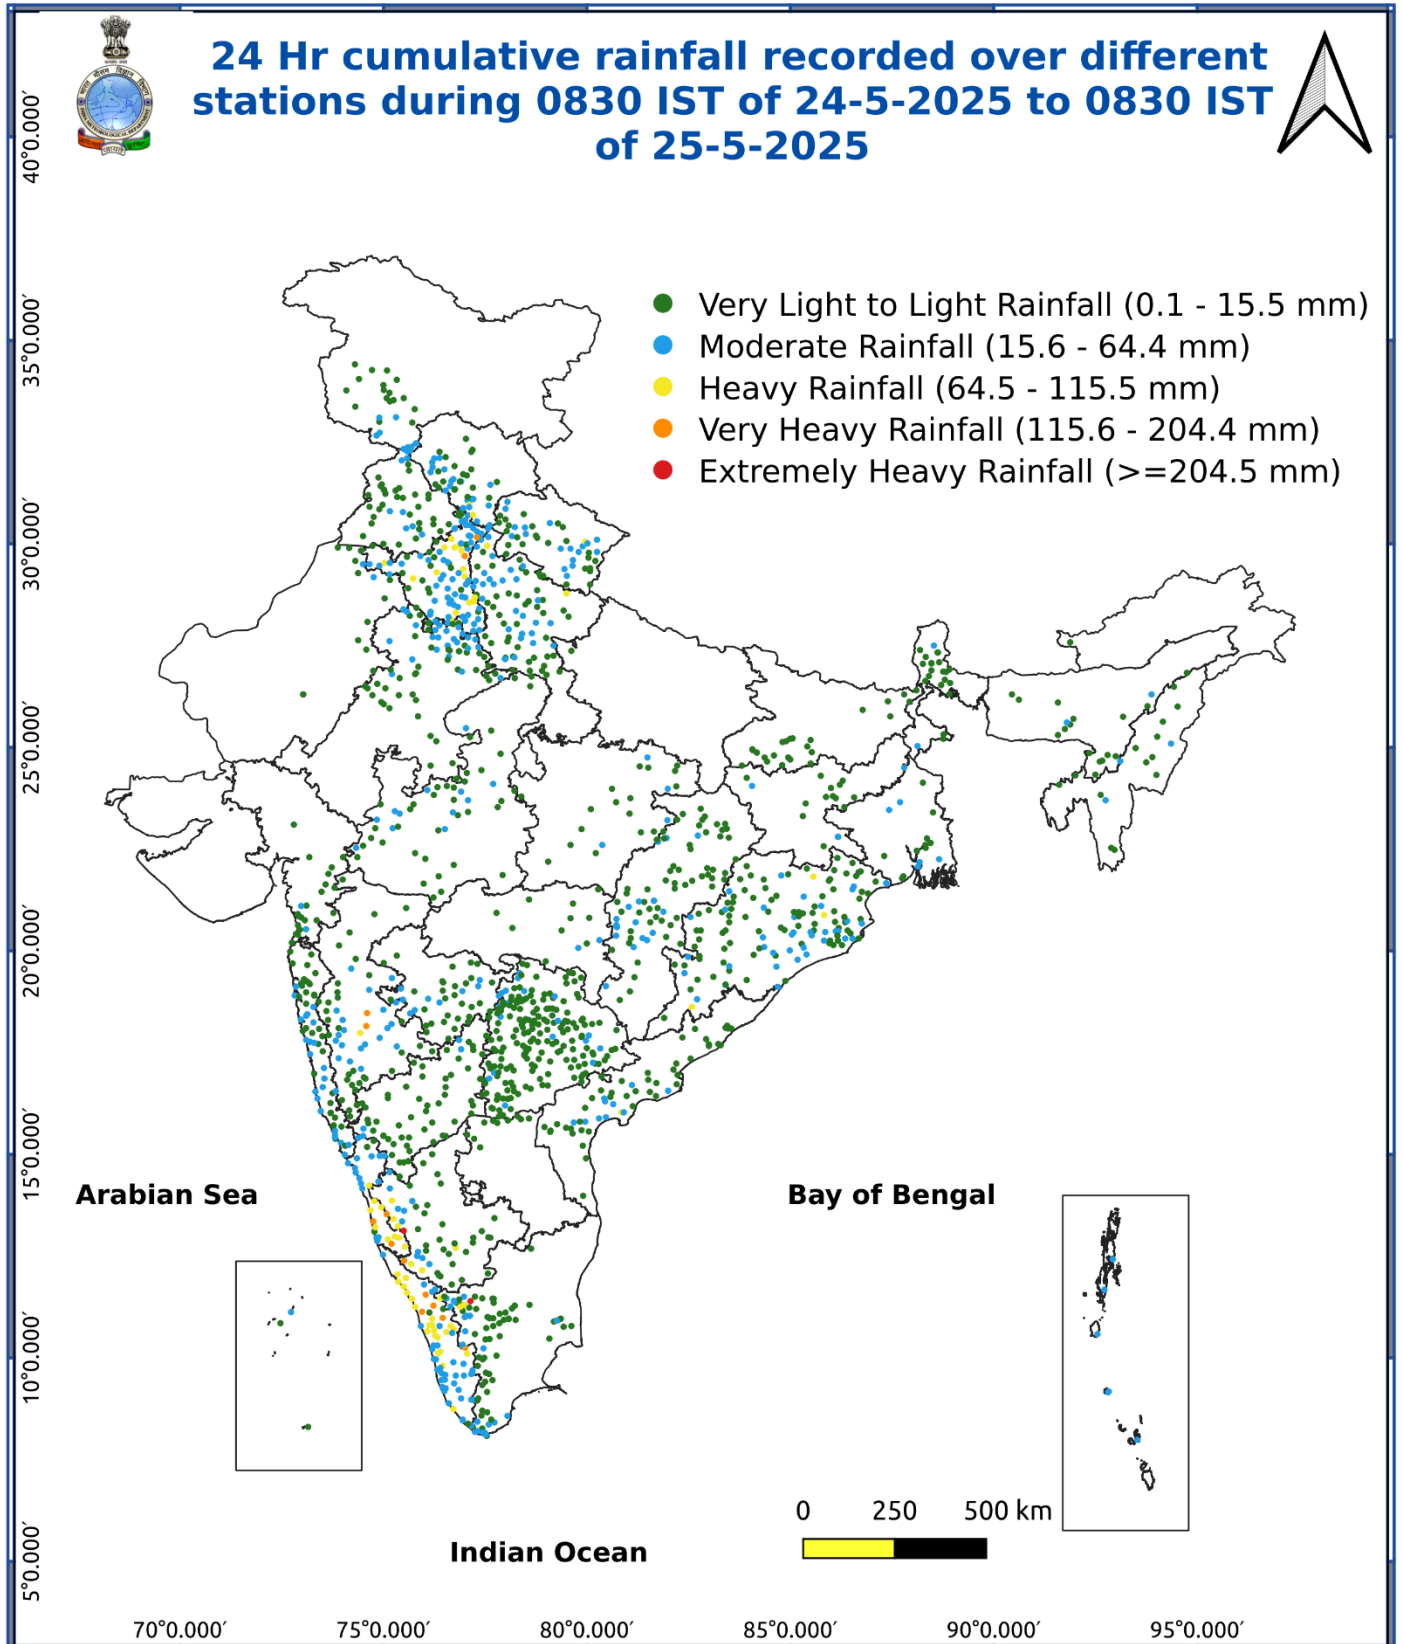 24 Hr cumulative rainfall recorded over different
stations during 0830 IST of 24-5-2025 to 0830 IST
of 25-5-2025
Very Light to Light Rainfall (0.1 - 15.5 mm)
Moderate Rainfall (15.6 - 64.4 mm)
Heavy Rainfall (64.5 - 115.5 mm)
Very Heavy Rainfall (115.6 - 204.4 mm)
Extremely Heavy Rainfall (>=204.5 mm)
40°0.000′
35°0.000′
30°0.000′
25°0.000′
20°0.000′
15°0.000′
10°0.000′
5°0.000′
Arabian Sea
Bay of Bengal
Indian Ocean
0 250 500 km
70°0.000′ 75°0.000′ 80°0.000′ 85°0.000′ 90°0.000′ 95°0.000′